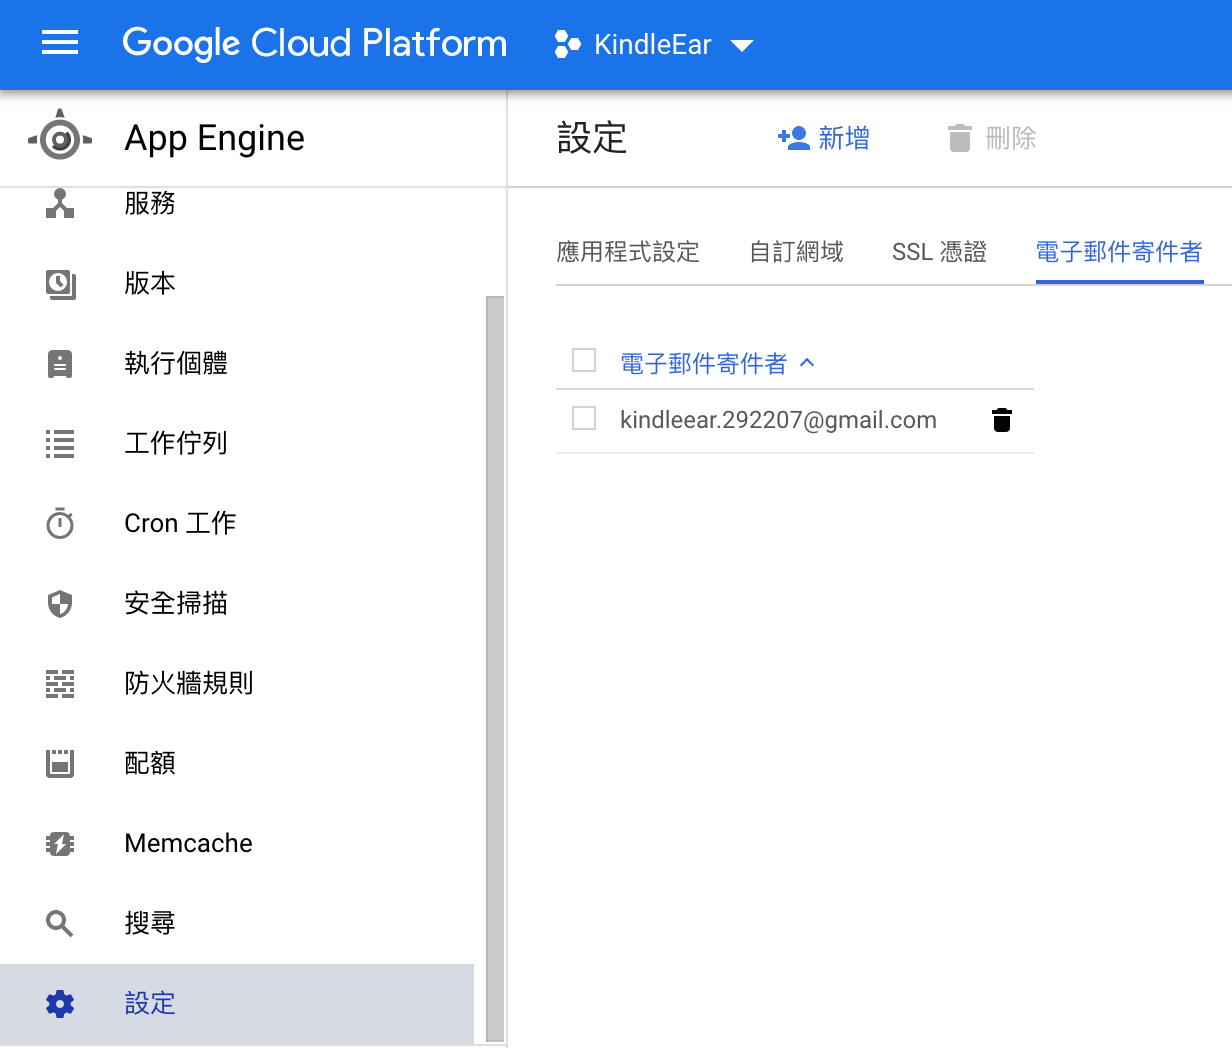 Google Cloud Platform KindleEar
App Engine
服務
版本
執行個體
工作佇列
Cron 工作
安全掃描
防火牆規則
配額
Memcache
搜尋
設定
設定 新增 刪除
應用程式設定 自訂網域 SSL 憑證 電子郵件寄件者
電子郵件寄件者
kindleear.292207@gmail.com